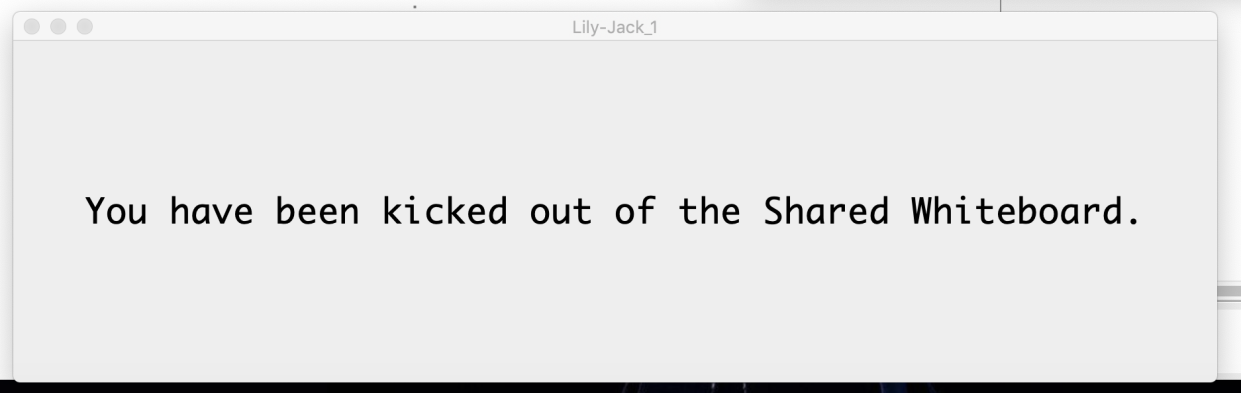 Lily-Jack_1
You have been kicked out of the Shared Whiteboard.